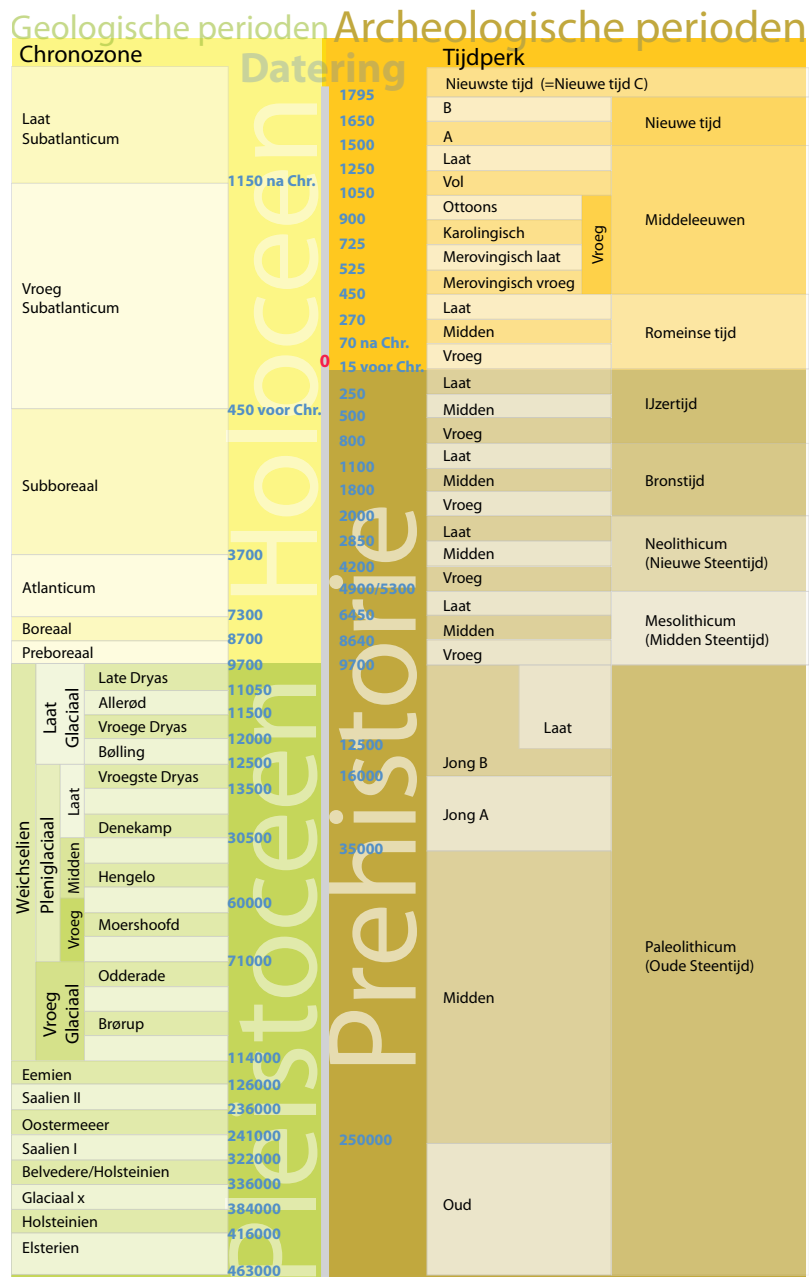 Geologische perioden
Archeologische perioden
Chronozone
Datering
Tijdperk
Holoceen
Pleistoceen
Prehistorie
Laat
Subatlanticum
1150 na Chr.
Vroeg
Subatlanticum
450 voor Chr.
Subboreaal
3700
Atlanticum
7300
Boreaal
8700
Preboreaal
9700
Weichselien
Laat
Glaciaal
Late Dryas
11050
Allerød
11500
Vroege Dryas
12000
Bølling
12500
Pleniglaciaal
Laat
Vroegste Dryas
13500
Denekamp
30500
Midden
Hengelo
60000
Vroeg
Moershoofd
71000
Vroeg
Glaciaal
Odderade
Brørup
114000
Eemien
126000
Saalien II
236000
Oostermeeer
241000
Saalien I
322000
Belvedere/Holsteinien
336000
Glaciaal x
384000
Holsteinien
416000
Elsterien
463000
0
Nieuwste tijd (=Nieuwe tijd C)
1795
B
1650
A
1500
Nieuwe tijd
Laat
1250
Vol
1050
Ottoons
900
Karolingisch
725
Merovingisch laat
525
Merovingisch vroeg
450
Vroeg
Middeleeuwen
Laat
270
Midden
70 na Chr.
Vroeg
15 voor Chr.
Romeinse tijd
Laat
250
Midden
500
Vroeg
800
IJzertijd
Laat
1100
Midden
1800
Vroeg
2000
Bronstijd
Laat
2850
Midden
4200
Vroeg
4900/5300
Neolithicum
(Nieuwe Steentijd)
Laat
6450
Midden
8640
Vroeg
9700
Mesolithicum
(Midden Steentijd)
Laat
12500
Jong B
16000
Jong A
35000
Midden
250000
Oud
Paleolithicum
(Oude Steentijd)